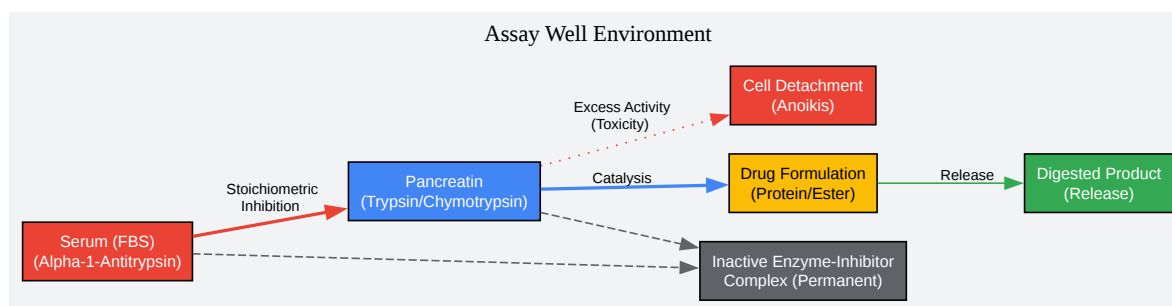 Assay Well Environment
Cell Detachment
(Anoikis)
Excess Activity
(Toxicity)
Pancreatin
(Trypsin/Chymotrypsin)
Catalysis
Drug Formulation
(Protein/Ester)
Release
Digested Product
(Release)
Stoichiometric
Inhibition
Serum (FBS)
(Alpha-1-Antitrypsin)
Inactive Enzyme-Inhibitor
Complex (Permanent)